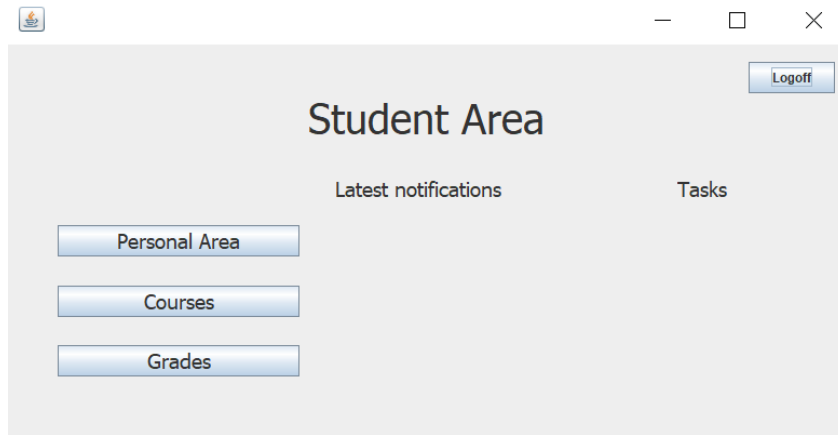 Logoff
Student Area
Latest notifications
Tasks
Personal Area
Courses
Grades